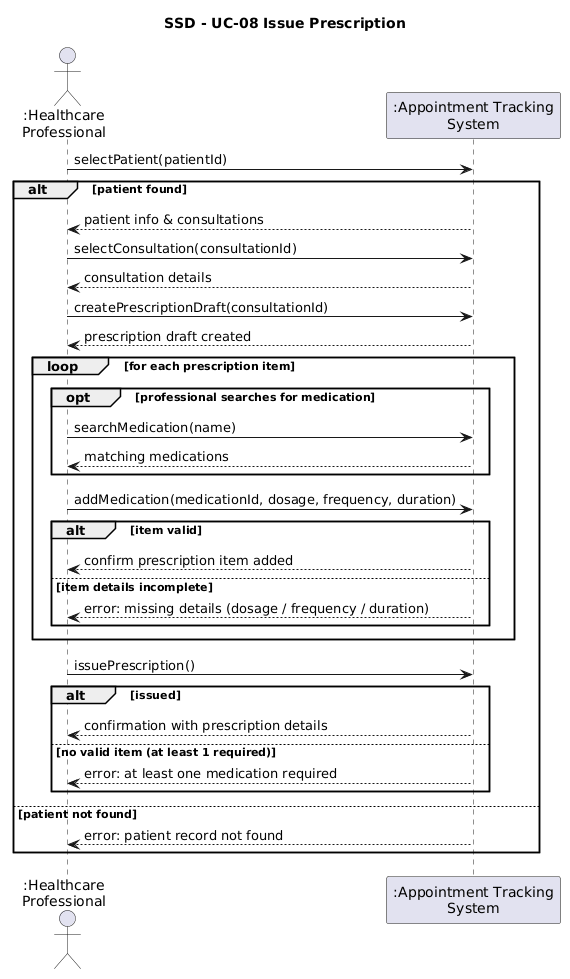 SSD - UC-08 Issue Prescription
:Healthcare
Professional
:Appointment Tracking
System
selectPatient(patientId)
alt [patient found]
patient info & consultations
selectConsultation(consultationId)
consultation details
createPrescriptionDraft(consultationId)
prescription draft created
loop [for each prescription item]
opt [professional searches for medication]
searchMedication(name)
matching medications
addMedication(medicationId, dosage, frequency, duration)
alt [item valid]
confirm prescription item added
[item details incomplete]
error: missing details (dosage / frequency / duration)
issuePrescription()
alt [issued]
confirmation with prescription details
[no valid item (at least 1 required)]
error: at least one medication required
[patient not found]
error: patient record not found
:Healthcare
Professional
:Appointment Tracking
System